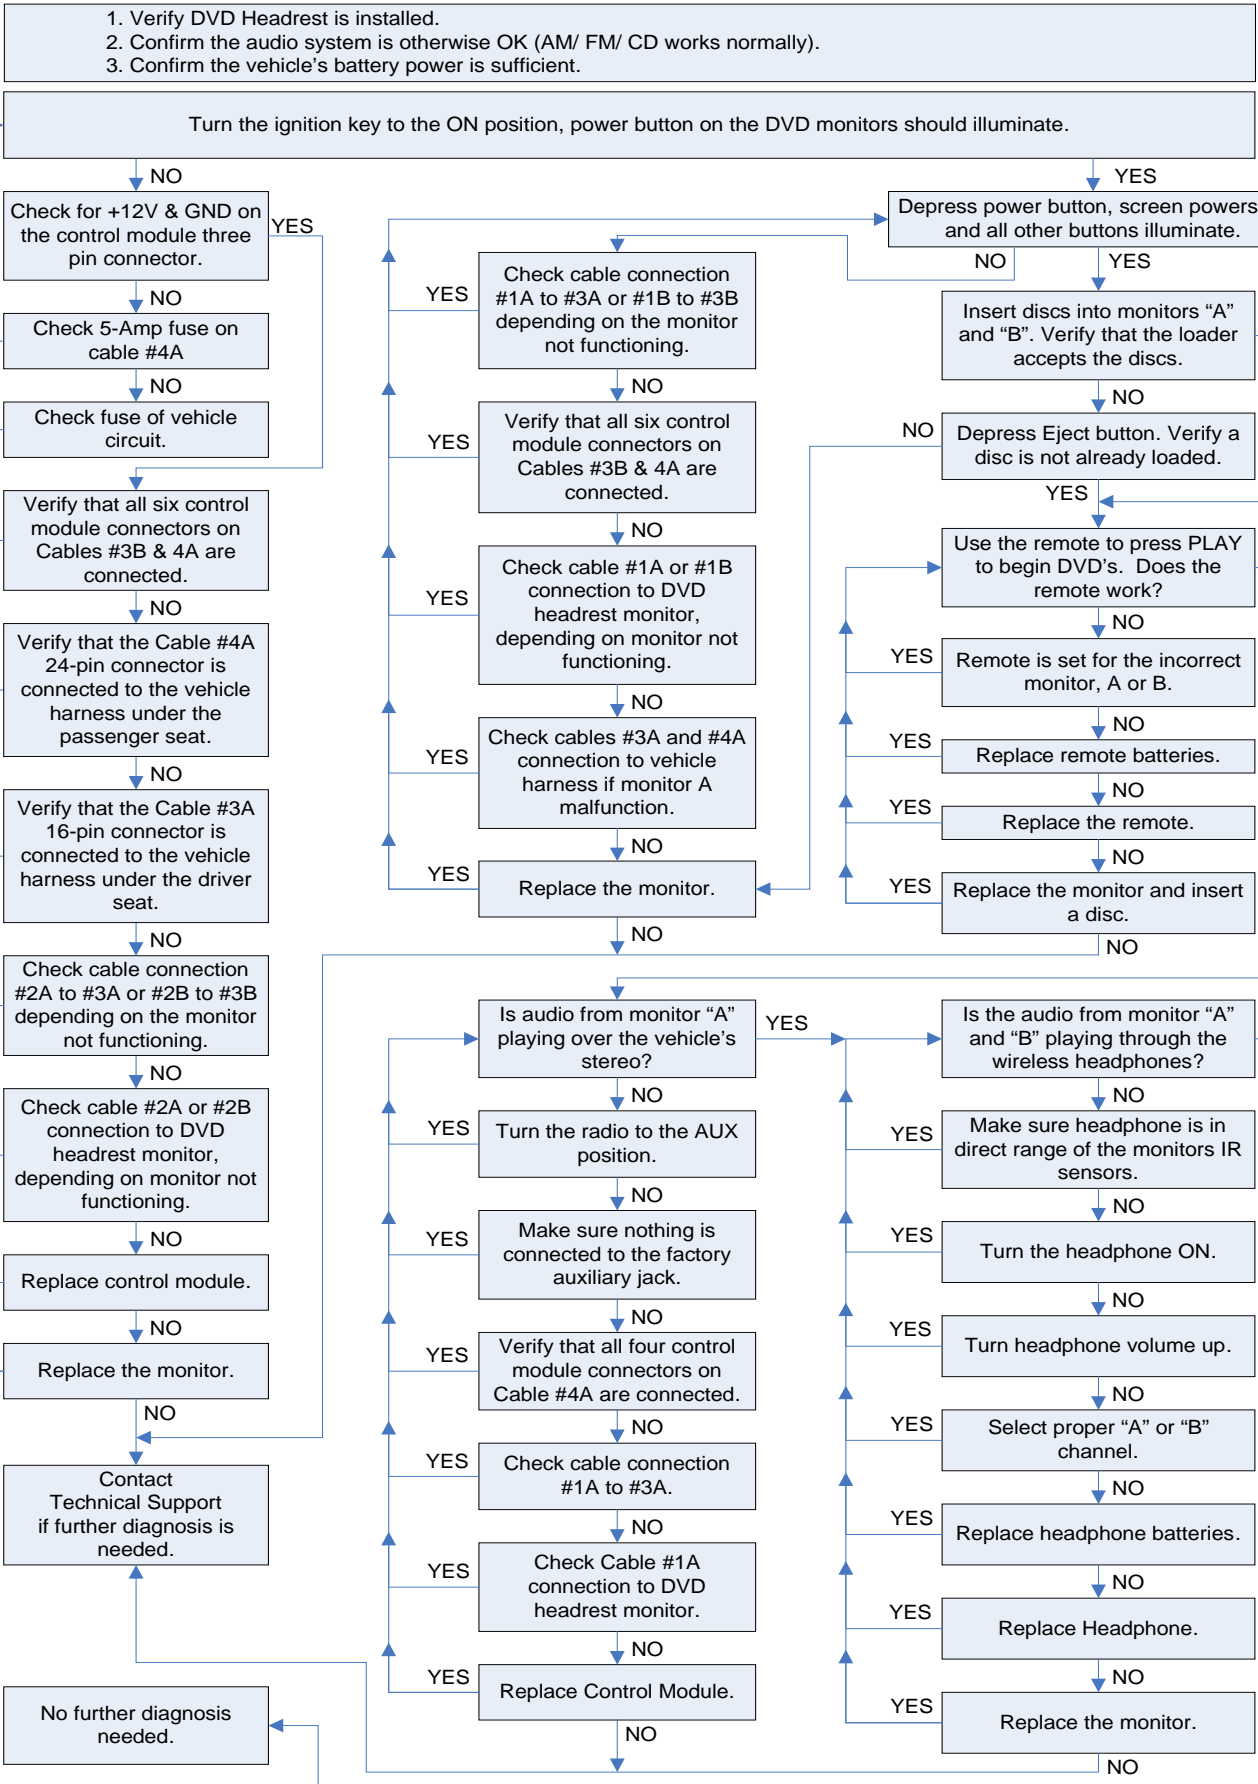 1. Verify DVD Headrest is installed.
2. Confirm the audio system is otherwise OK (AM/ FM/ CD works normally).
3. Confirm the vehicle's battery power is sufficient.
Turn the ignition key to the ON position, power button on the DVD monitors should illuminate.
NO
Check for +12V & GND on
the control module three
pin connector.
YES
NO
Check 5-Amp fuse on
cable #4A
NO
Check fuse of vehicle
circuit.
Verify that all six control
module connectors on
Cables #3B & 4A are
connected.
NO
Verify that the Cable #4A
24-pin connector is
connected to the vehicle
harness under the
passenger seat.
NO
Verify that the Cable #3A
16-pin connector is
connected to the vehicle
harness under the driver
seat.
NO
Check cable connection
#2A to #3A or #2B to #3B
depending on the monitor
not functioning.
NO
Check cable #2A or #2B
connection to DVD
headrest monitor,
depending on monitor not
functioning.
NO
Replace control module.
NO
Replace the monitor.
NO
Contact
Technical Support
if further diagnosis is
needed.
No further diagnosis
needed.
YES
Check cable connection
#1A to #3A or #1B to #3B
depending on the monitor
not functioning.
NO
YES
Verify that all six control
module connectors on
Cables #3B & 4A are
connected.
NO
YES
Check cable #1A or #1B
connection to DVD
headrest monitor,
depending on monitor not
functioning.
NO
YES
Check cables #3A and #4A
connection to vehicle
harness if monitor A
malfunction.
NO
YES
Replace the monitor.
NO
YES
Depress power button, screen powers
and all other buttons illuminate.
NO
YES
Insert discs into monitors “A”
and “B”. Verify that the loader
accepts the discs.
NO
NO
Depress Eject button. Verify a
disc is not already loaded.
YES
Use the remote to press PLAY
to begin DVD's. Does the
remote work?
NO
YES
Remote is set for the incorrect
monitor, A or B.
NO
YES
Replace remote batteries.
NO
YES
Replace the remote.
NO
YES
Replace the monitor and insert
a disc.
NO
Is audio from monitor “A”
playing over the vehicle's
stereo?
YES
NO
YES
Turn the radio to the AUX
position.
NO
YES
Make sure nothing is
connected to the factory
auxiliary jack.
NO
YES
Verify that all four control
module connectors on
Cable #4A are connected.
NO
YES
Check cable connection
#1A to #3A.
NO
YES
Check Cable #1A
connection to DVD
headrest monitor.
NO
YES
Replace Control Module.
NO
Is the audio from monitor “A”
and “B” playing through the
wireless headphones?
NO
YES
Make sure headphone is in
direct range of the monitors IR
sensors.
NO
YES
Turn the headphone ON.
NO
YES
Turn headphone volume up.
NO
YES
Select proper “A” or “B”
channel.
NO
YES
Replace headphone batteries.
NO
YES
Replace Headphone.
NO
YES
Replace the monitor.
NO